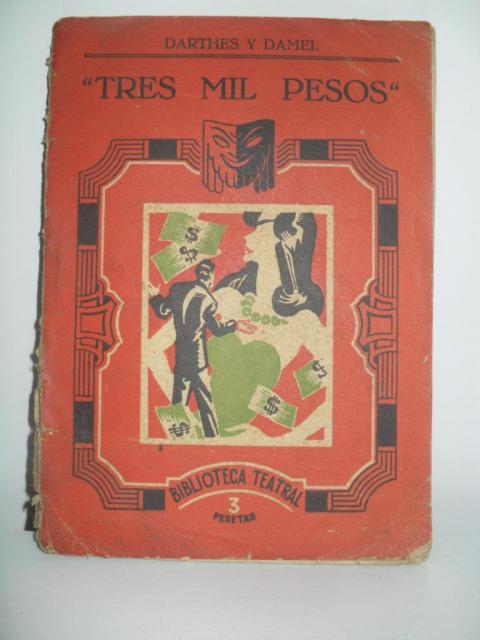 DARTHES Y DAMEL
"TRES MIL PESOS"
$
$
$
$
$
BIBLIOTECA TEATRAL
3
PESETAS